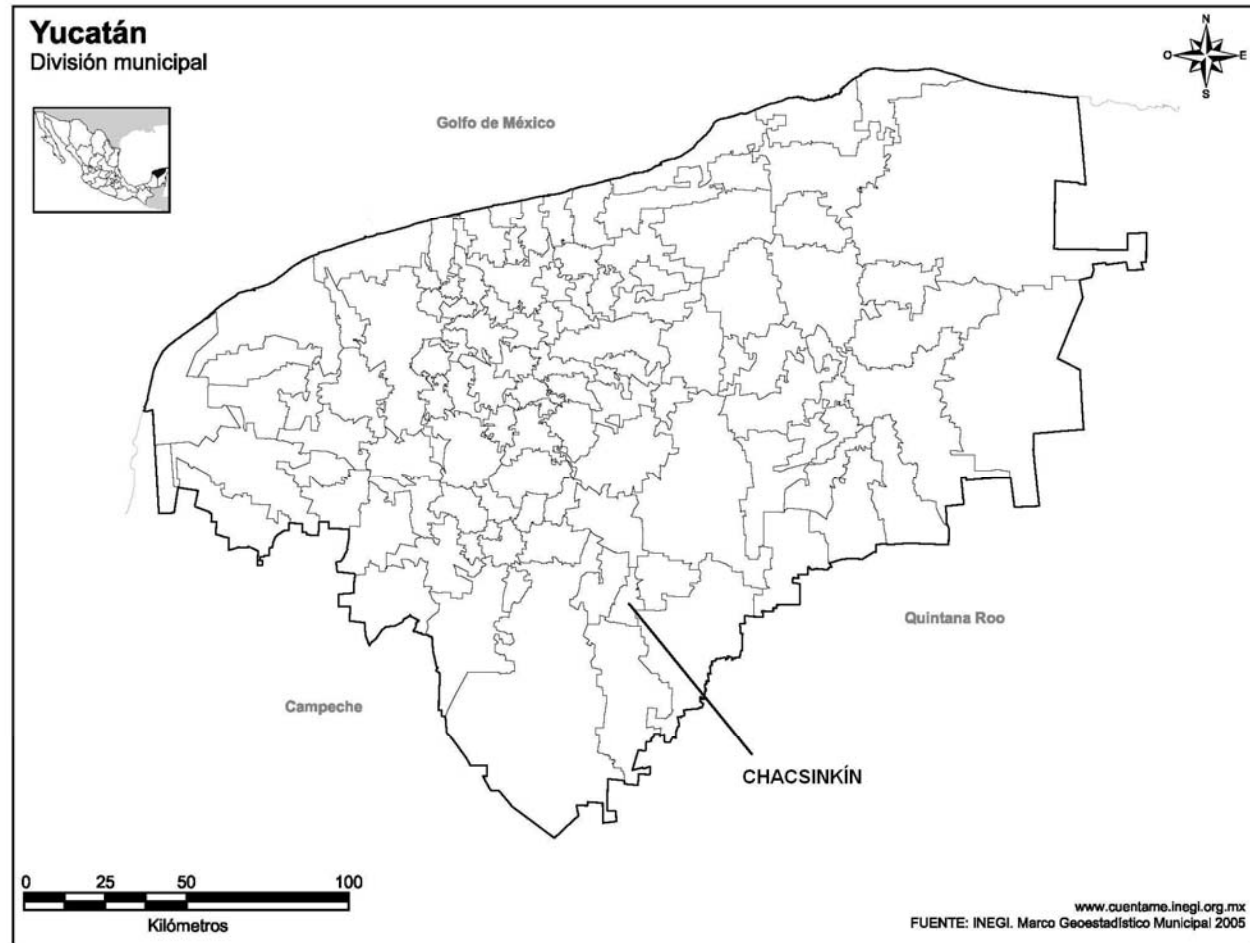 Yucatán
División municipal
N
O
E
S
Golfo de México
Quintana Roo
Campeche
CHACSINKÍN
0 25 50 100
Kilómetros
www.cuentame.inegi.org.mx
FUENTE: INEGI. Marco Geoestadístico Municipal 2005